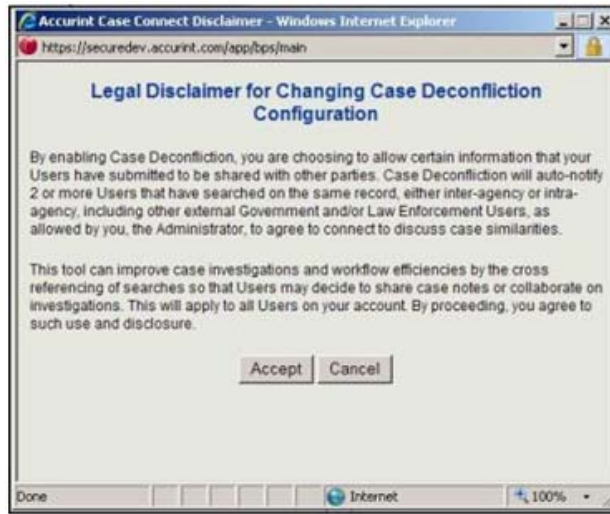 Accurint Case Connect Disclaimer - Windows Internet Explorer
https://securedev.accurint.com/app/bps/main
Legal Disclaimer for Changing Case Deconfliction
Configuration
By enabling Case Deconfliction, you are choosing to allow certain information that your
Users have submitted to be shared with other parties. Case Deconfliction will auto-notify
2 or more Users that have searched on the same record, either inter-agency or intra-
agency, including other external Government and/or Law Enforcement Users, as
allowed by you, the Administrator, to agree to connect to discuss case similarities.
This tool can improve case investigations and workflow efficiencies by the cross
referencing of searches so that Users may decide to share case notes or collaborate on
investigations. This will apply to all Users on your account. By proceeding, you agree to
such use and disclosure.
Accept Cancel
Done Internet 100%